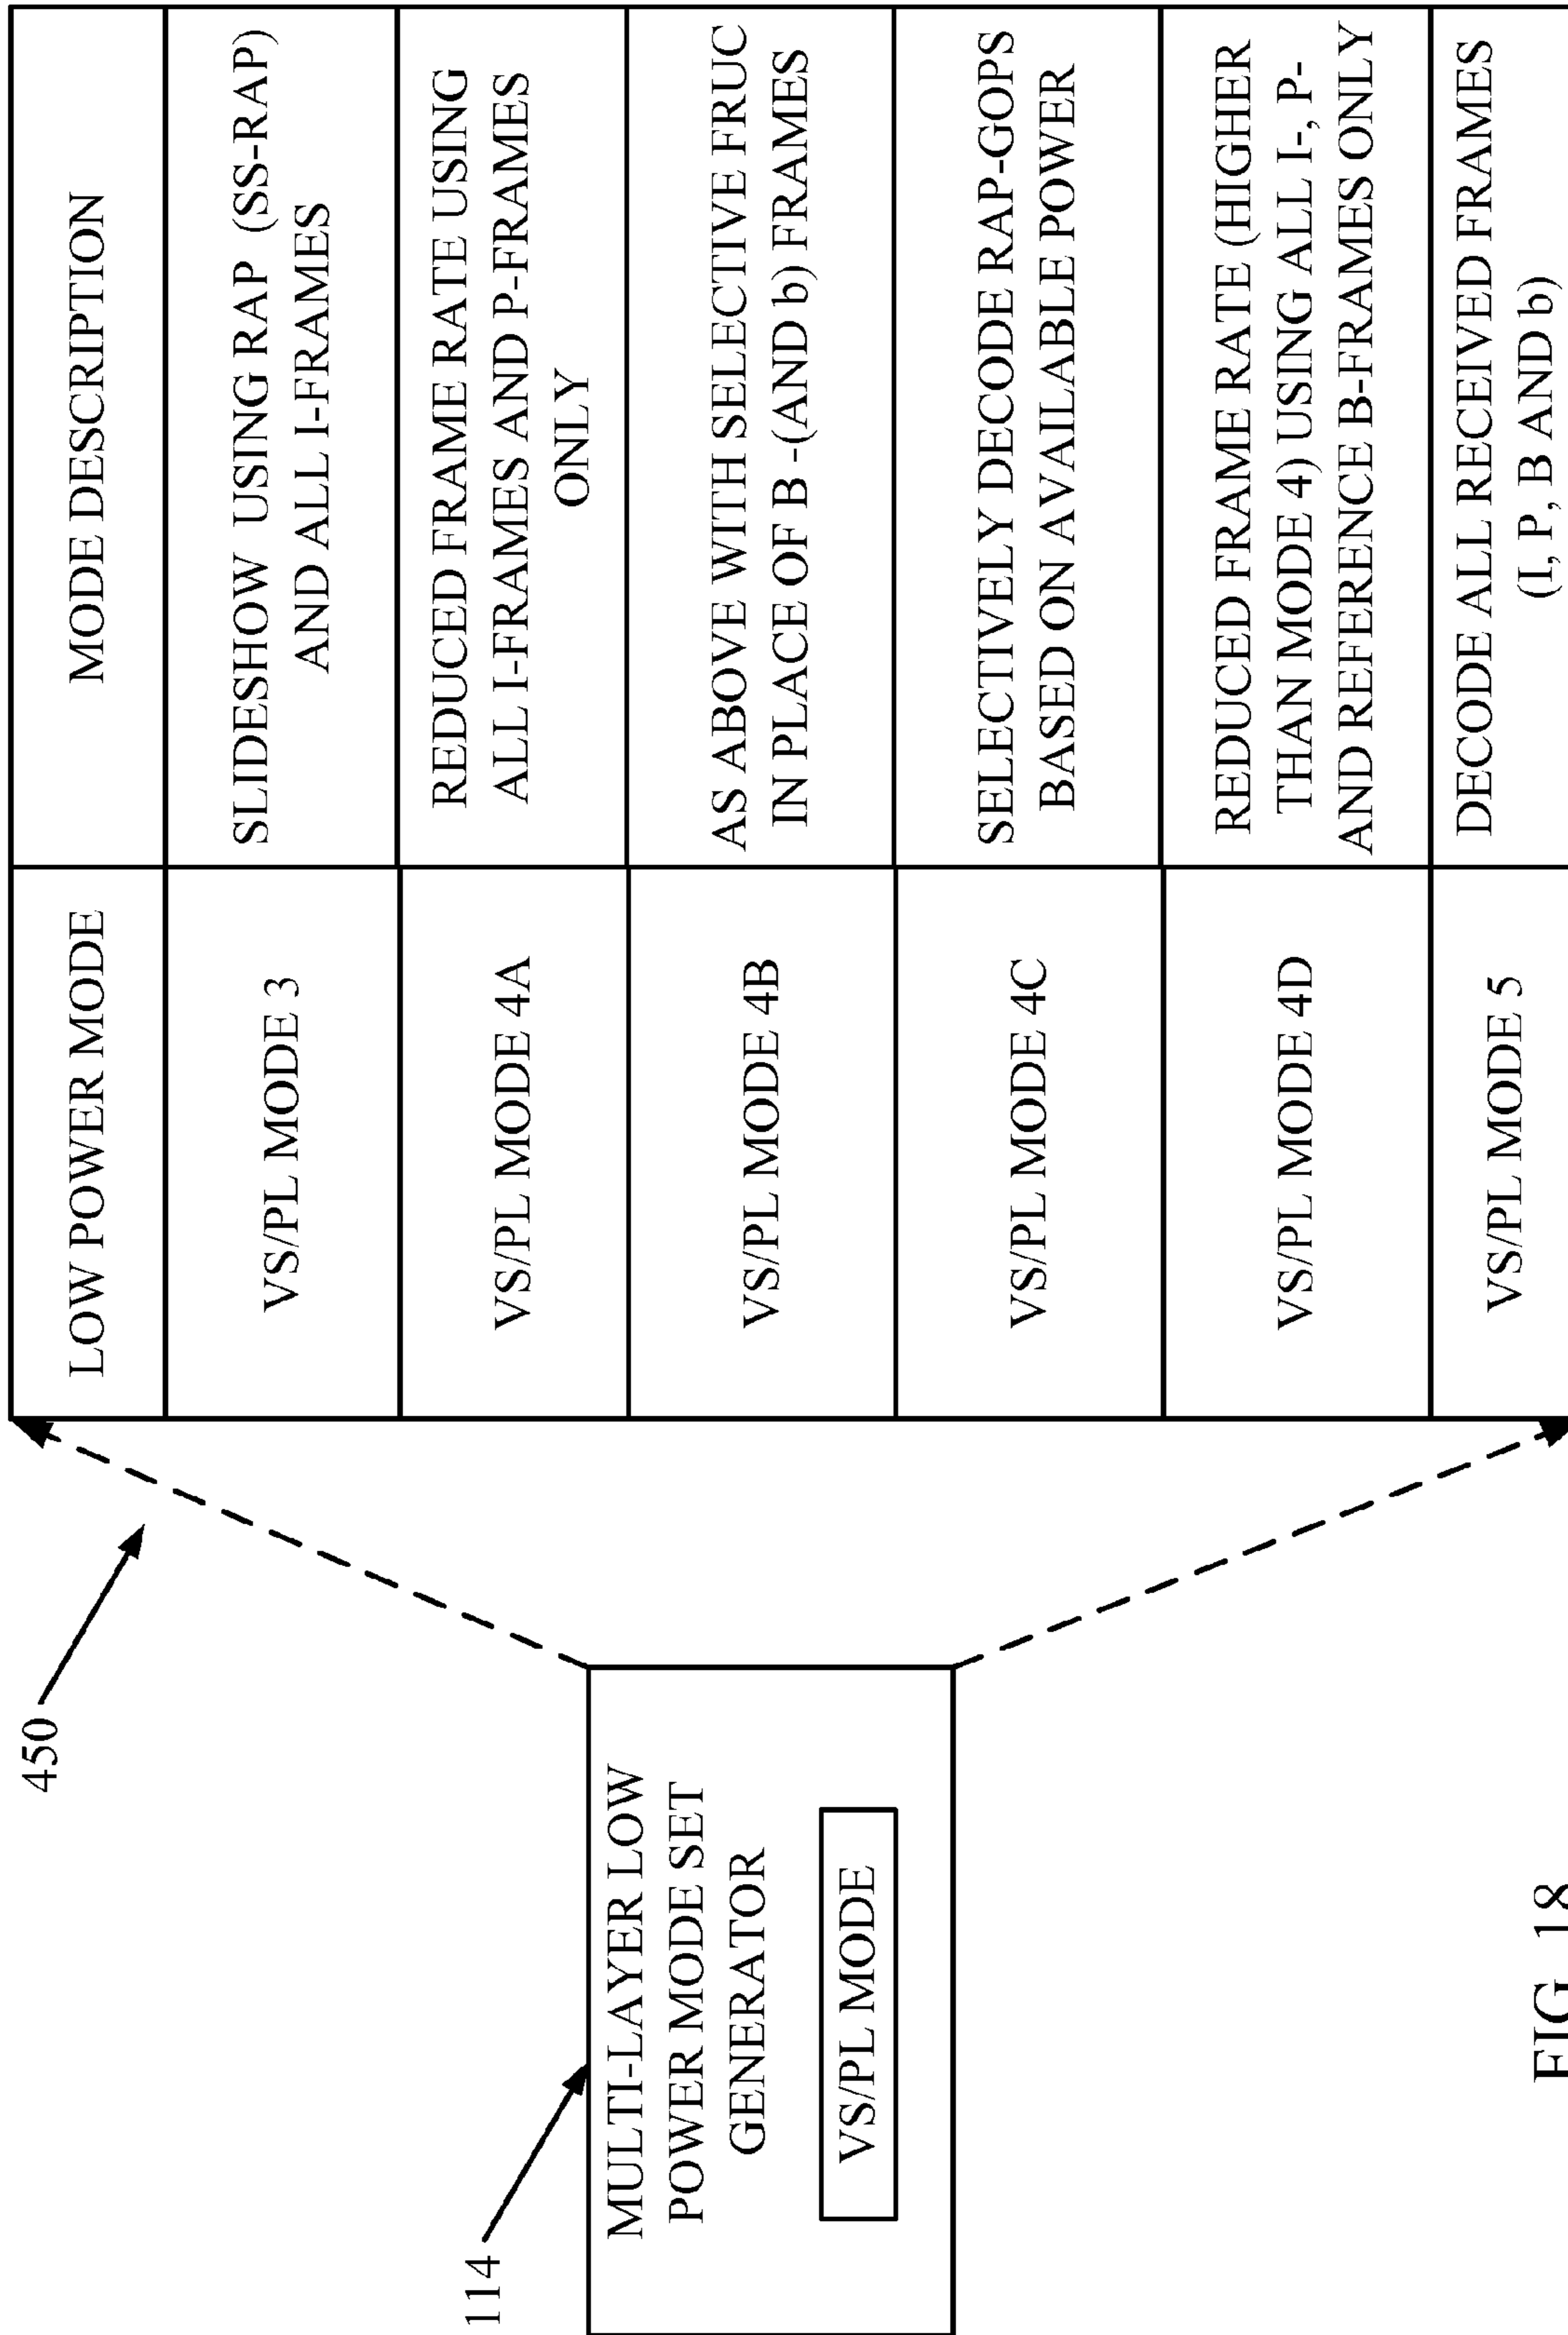 450
114
MULTI-LAYER LOW
POWER MODE SET
GENERATOR
VS/PL MODE
LOW POWER MODE
MODE DESCRIPTION
VS/PL MODE 3
SLIDESHOW USING RAP (SS-RAP)
AND ALL I-FRAMES
VS/PL MODE 4A
REDUCED FRAME RATE USING
ALL I-FRAMES AND P-FRAMES
ONLY
VS/PL MODE 4B
AS ABOVE WITH SELECTIVE FRUC
IN PLACE OF B -(AND b) FRAMES
VS/PL MODE 4C
SELECTIVELY DECODE RAP-GOPS
BASED ON AVAILABLE POWER
VS/PL MODE 4D
REDUCED FRAME RATE (HIGHER
THAN MODE 4) USING ALL I-, P-
AND REFERENCE B-FRAMES ONLY
VS/PL MODE 5
DECODE ALL RECEIVED FRAMES
(I, P, B AND b)
FIG. 18